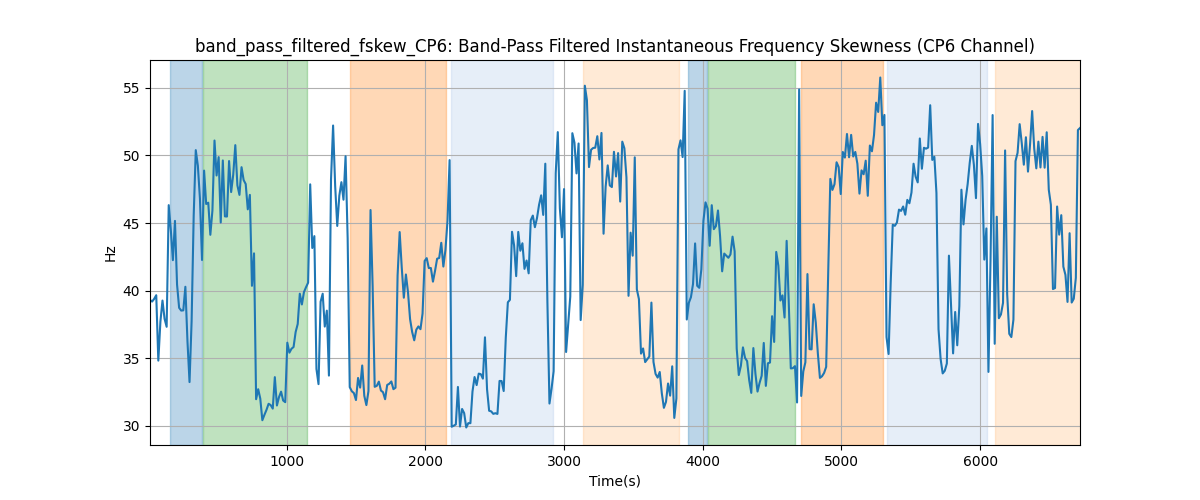 band_pass_filtered_fskew_CP6: Band-Pass Filtered Instantaneous Frequency Skewness (CP6 Channel)
55
50
45
40
35
30
Hz
1000 2000 3000 4000 5000 6000
Time(s)